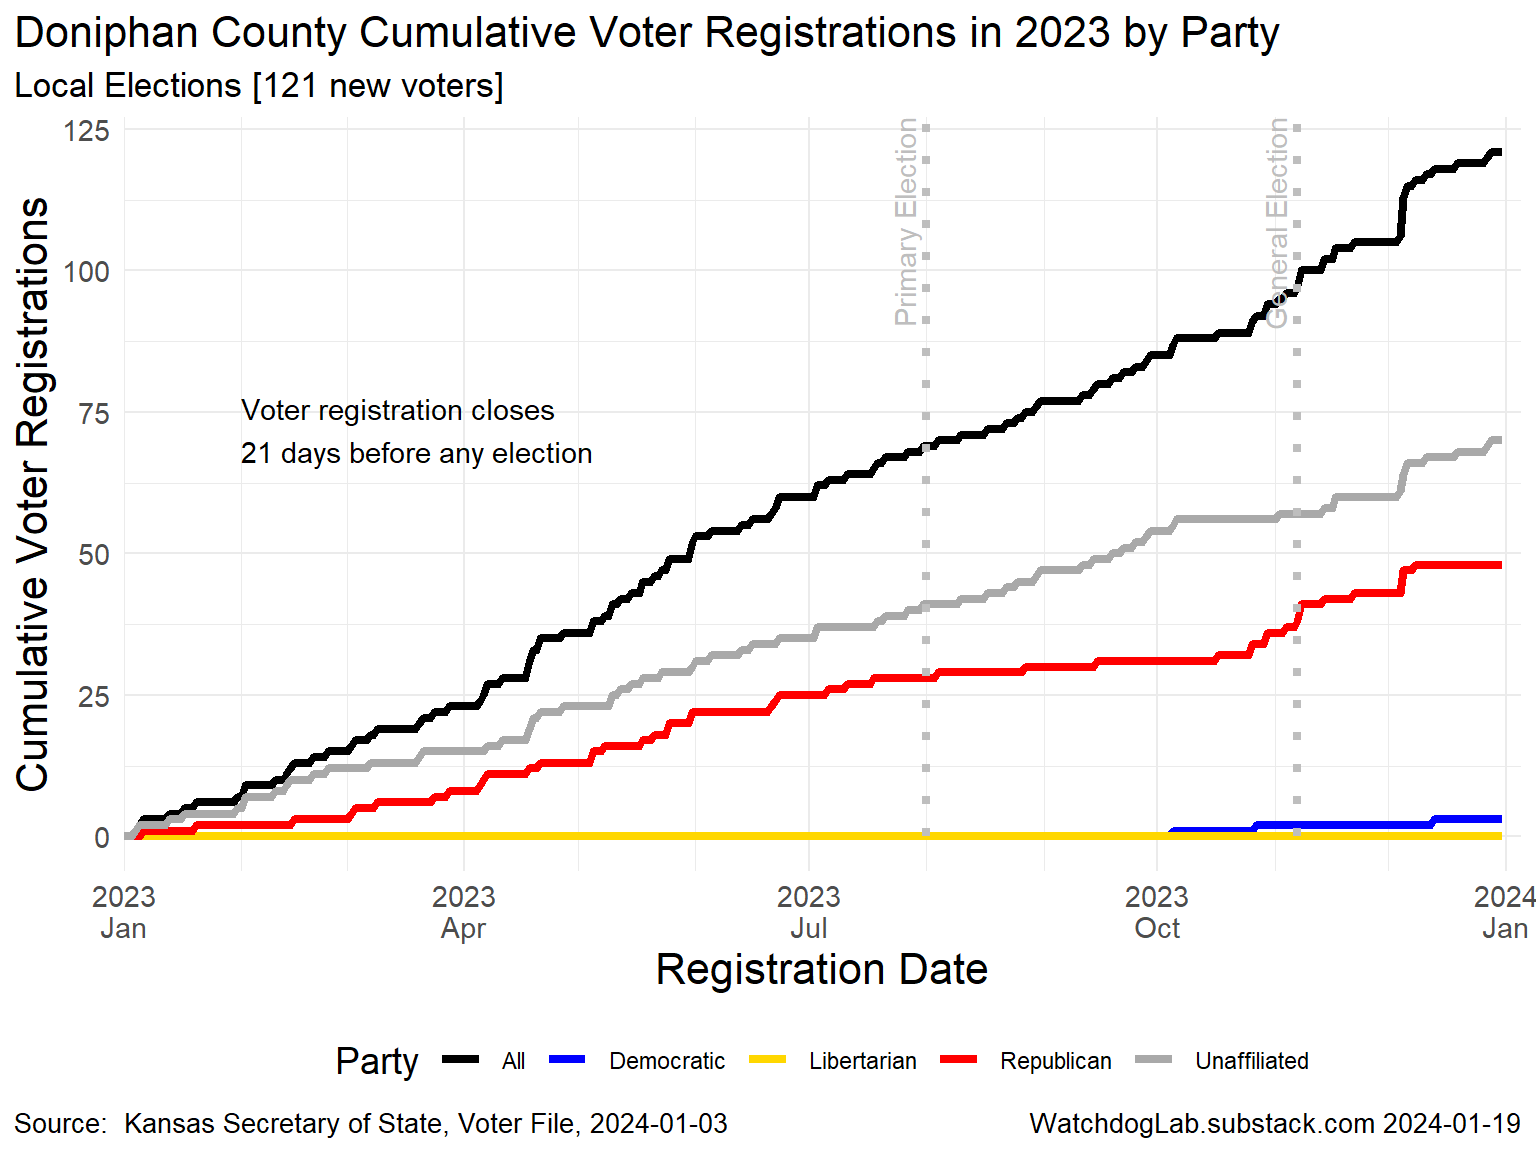 Doniphan County Cumulative Voter Registrations in 2023 by Party
Local Elections [121 new voters]
Cumulative Voter Registrations
125
100
75
50
25
0
Primary Election
General Election
Voter registration closes
21 days before any election
2023 2023 2023 2023 2024
Jan Apr Jul Oct Jan
Registration Date
Party All Democratic Libertarian Republican Unaffiliated
Source:  Kansas Secretary of State, Voter File, 2024-01-03
WatchdogLab.substack.com 2024-01-19